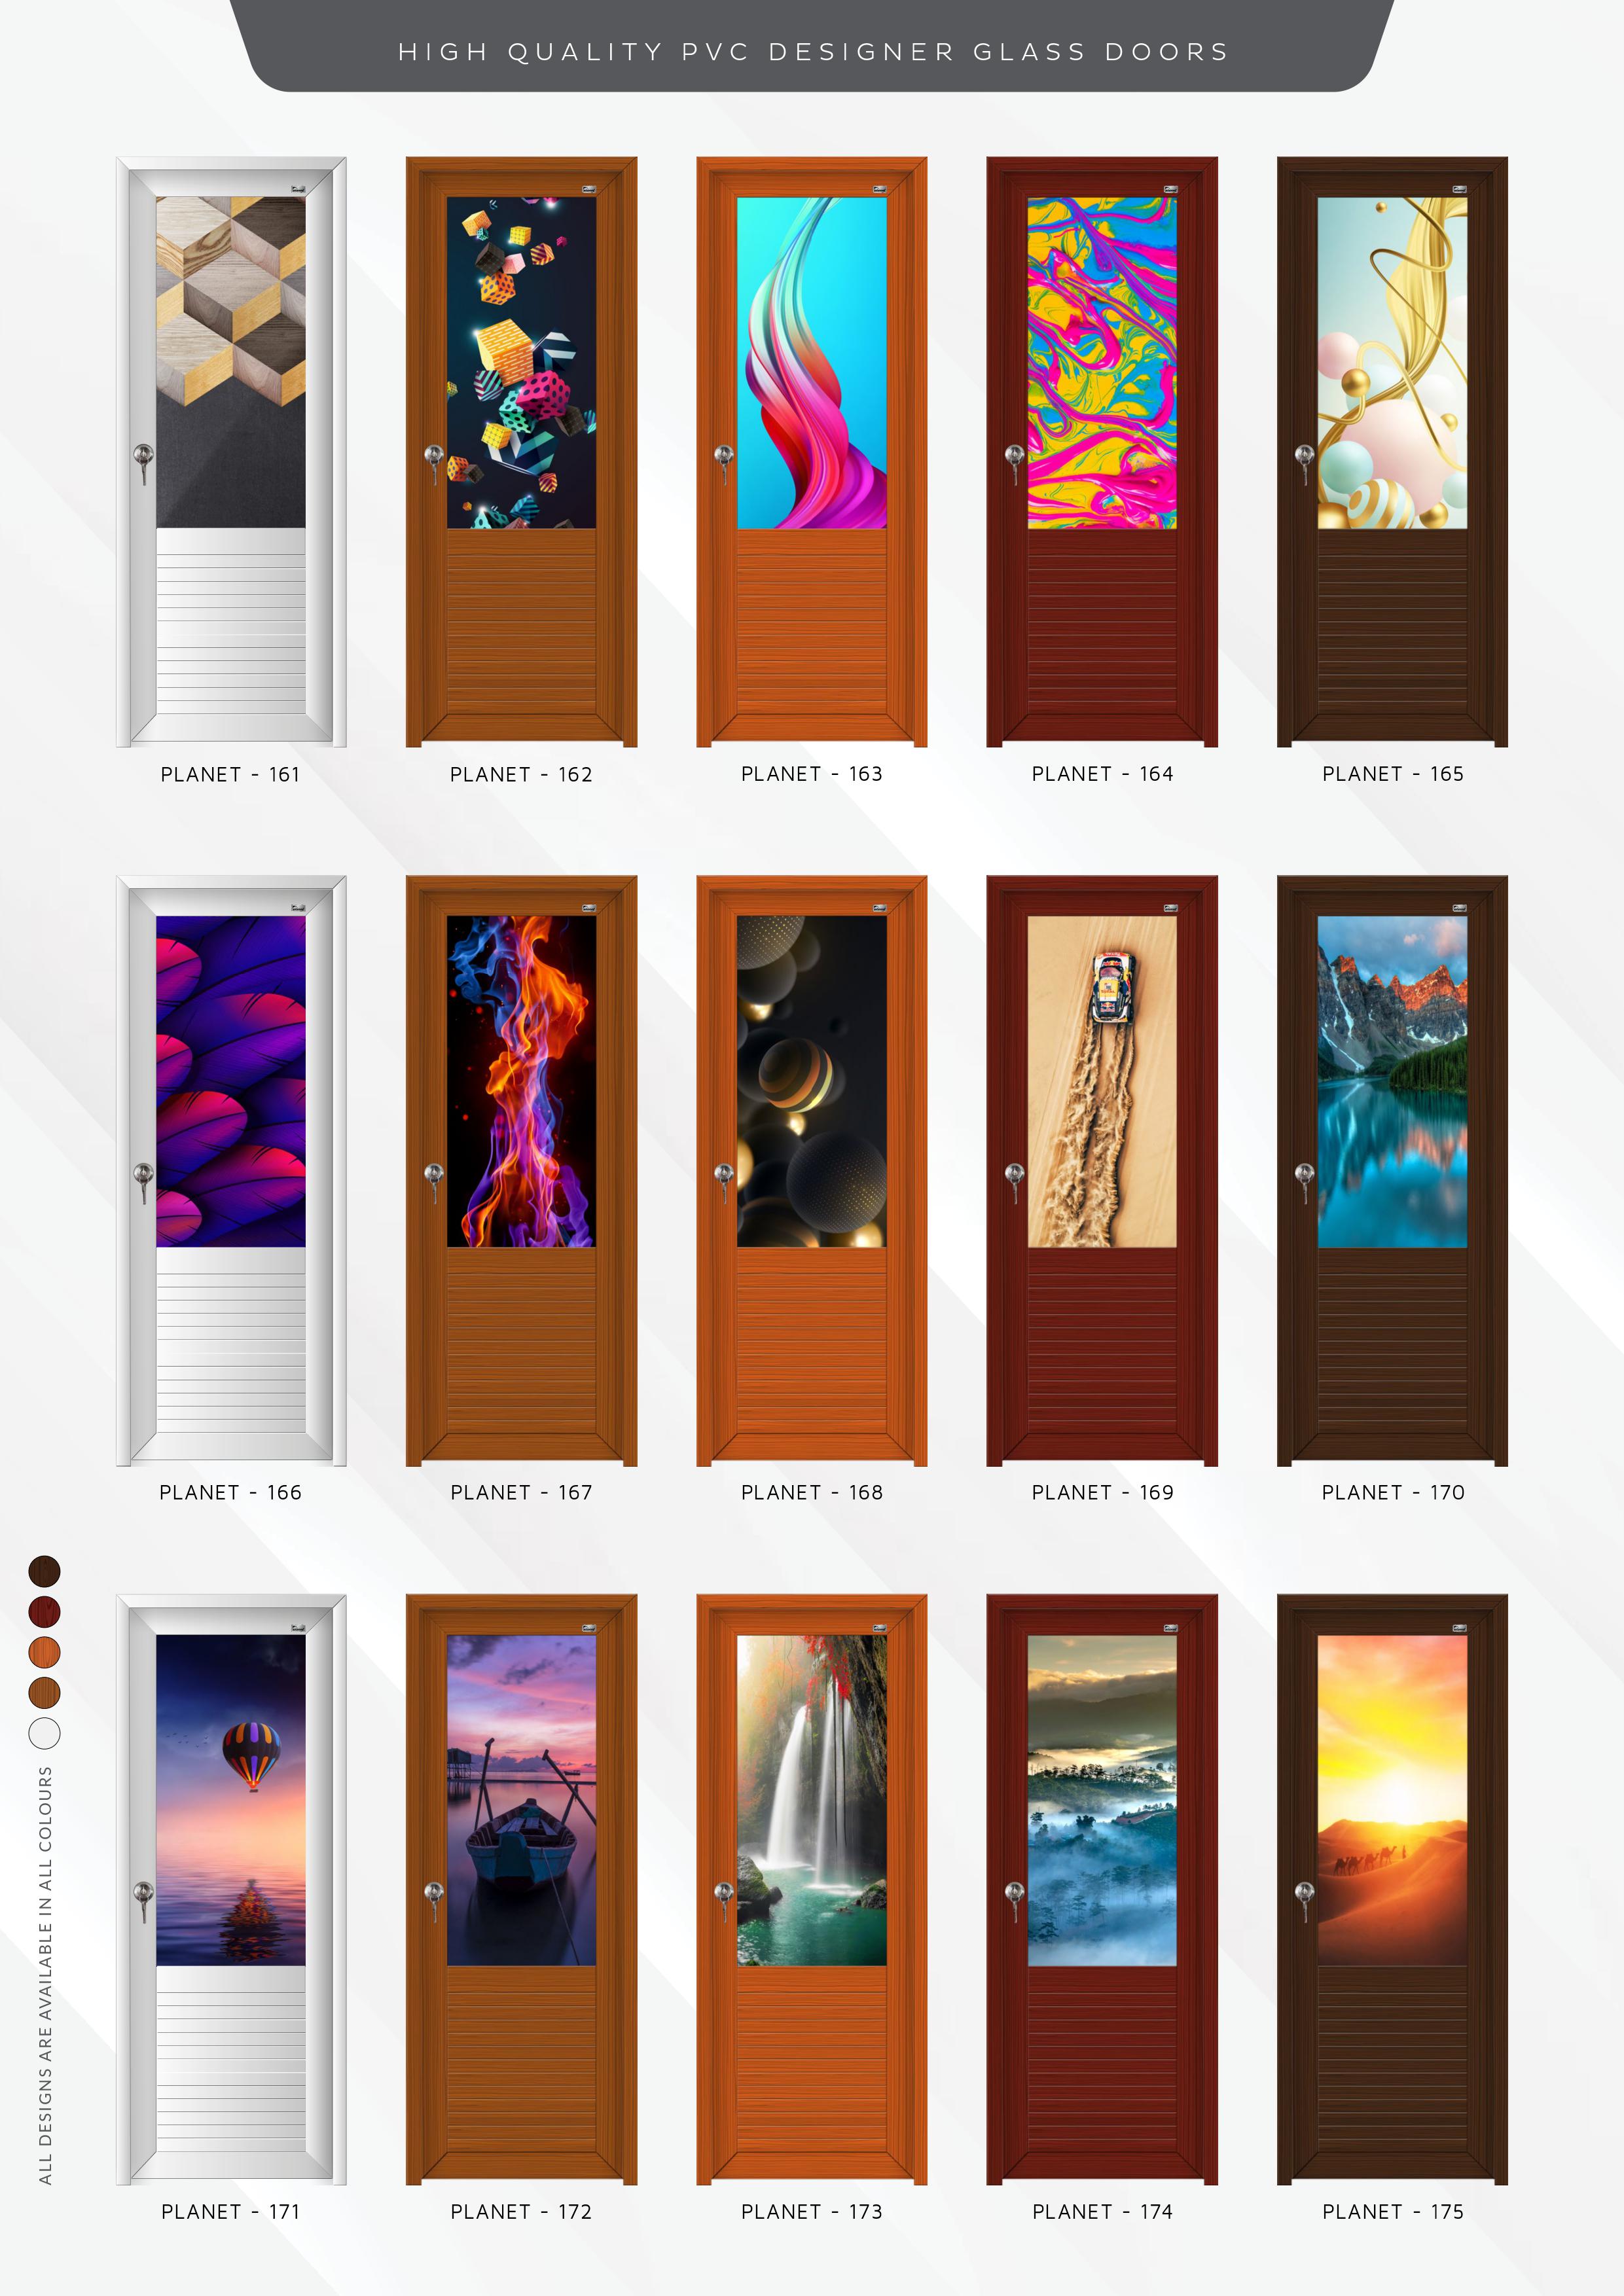 HIGH QUALITY PVC DESIGNER GLASS DOORS
PLANET - 161
PLANET - 162
PLANET - 163
PLANET - 164
PLANET - 165
PLANET - 166
PLANET - 167
PLANET - 168
PLANET - 169
PLANET - 170
ALL DESIGNS ARE AVAILABLE IN ALL COLOURS
PLANET - 171
PLANET - 172
PLANET - 173
PLANET - 174
PLANET - 175